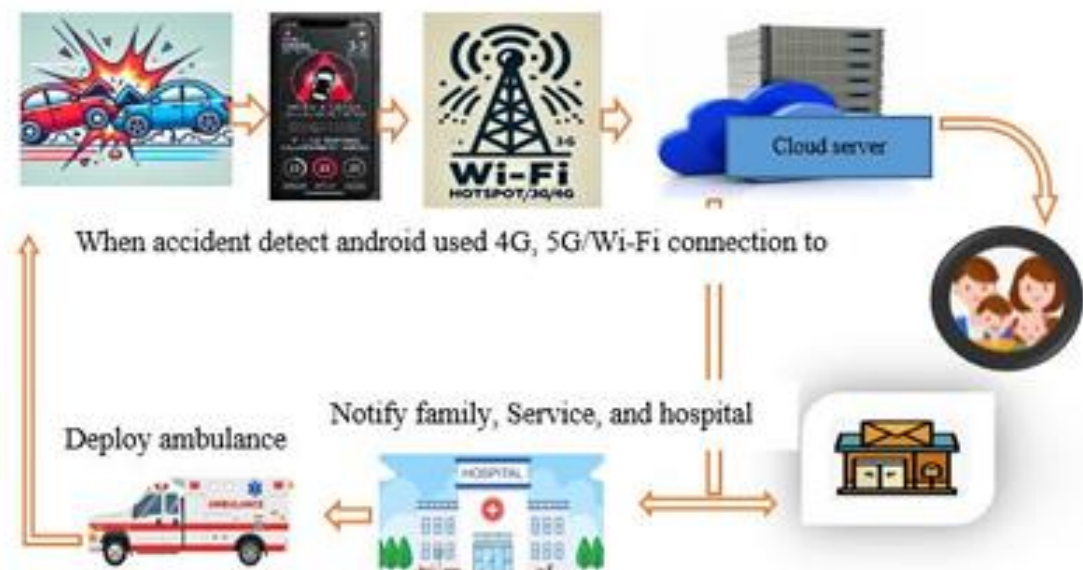 Wi-Fi
HOTSPOT/3G/6G
Cloud server
When accident detect android used 4G, 5G/Wi-Fi connection to
Notify family, Service, and hospital
Deploy ambulance
HOSPITAL
AMBULANCE